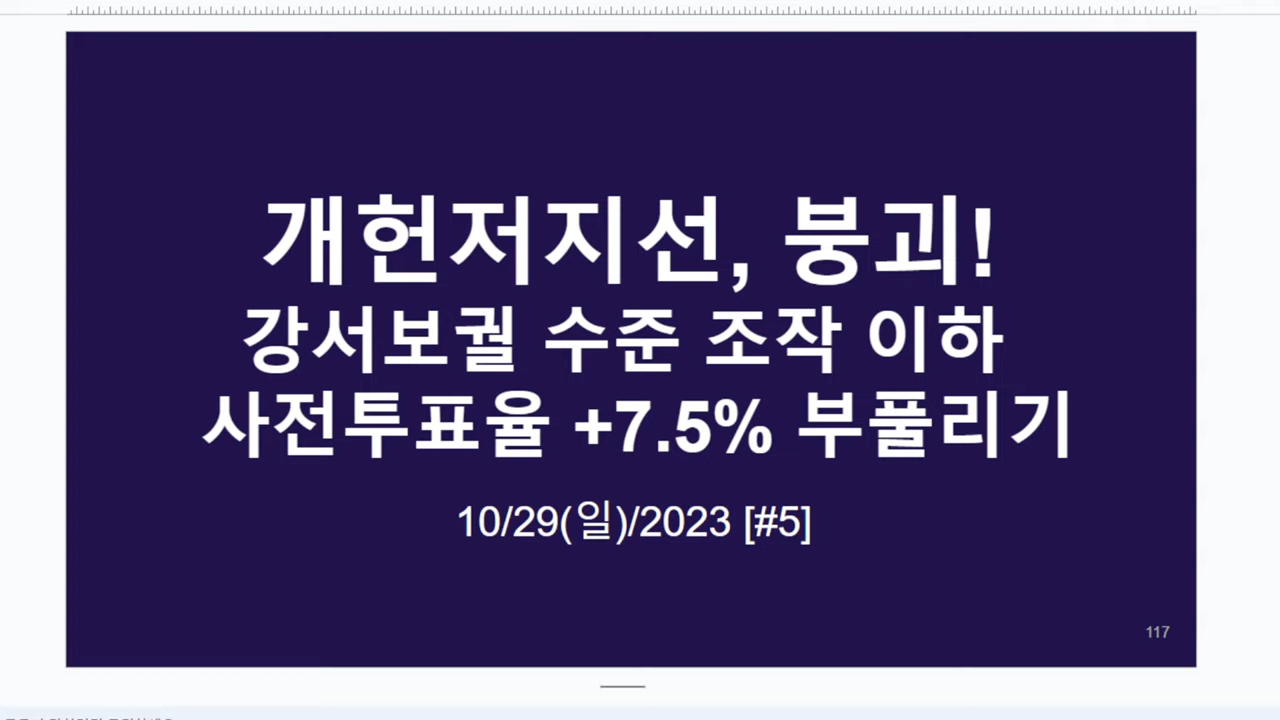 개헌저지선, 붕괴!
강서보궐 수준 조작 이하
사전투표율 +7.5% 부풀리기
10/29(일)/2023 [#5]
117